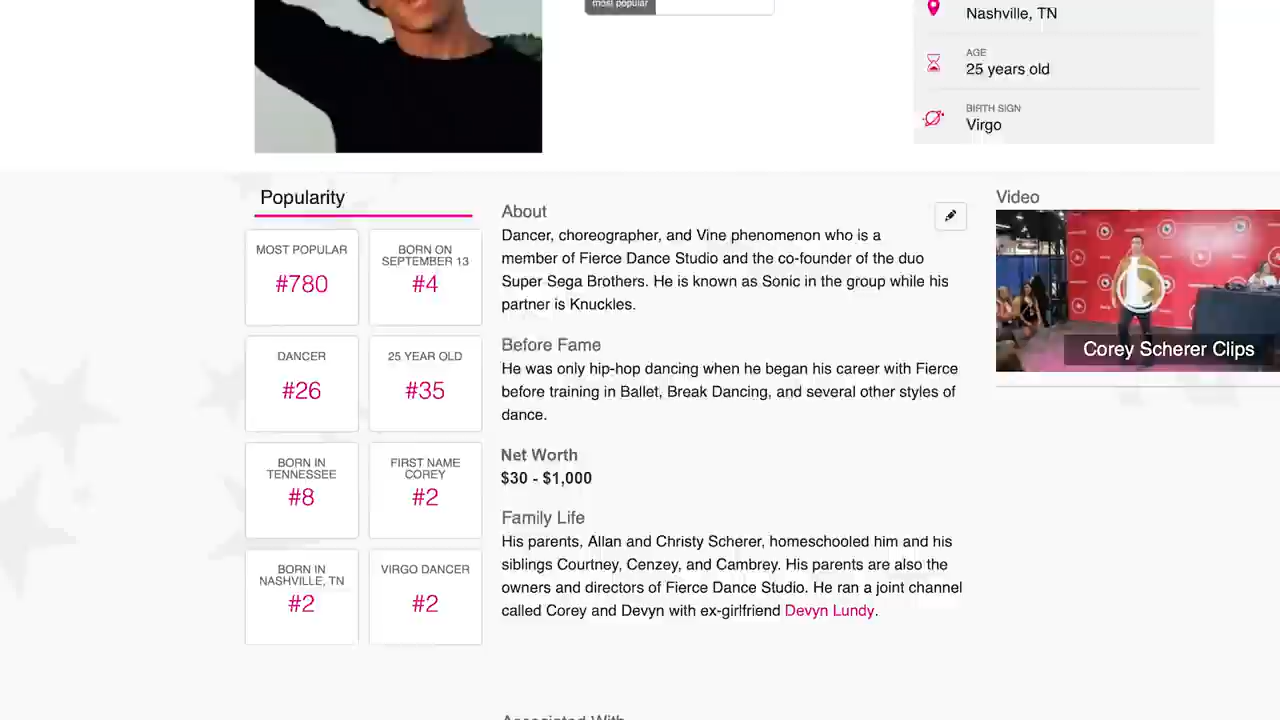 most popular
Nashville, TN
AGE
25 years old
BIRTH SIGN
Virgo
Popularity
MOST POPULAR
#780
BORN ON
SEPTEMBER 13
#4
DANCER
#26
25 YEAR OLD
#35
BORN IN
TENNESSEE
#8
FIRST NAME
COREY
#2
BORN IN
NASHVILLE, TN
#2
VIRGO DANCER
#2
About
Dancer, choreographer, and Vine phenomenon who is a
member of Fierce Dance Studio and the co-founder of the duo
Super Sega Brothers. He is known as Sonic in the group while his
partner is Knuckles.
Before Fame
He was only hip-hop dancing when he began his career with Fierce
before training in Ballet, Break Dancing, and several other styles of
dance.
Net Worth
$30 - $1,000
Family Life
His parents, Allan and Christy Scherer, homeschooled him and his
siblings Courtney, Cenzey, and Cambrey. His parents are also the
owners and directors of Fierce Dance Studio. He ran a joint channel
called Corey and Devyn with ex-girlfriend Devyn Lundy.
Associated With
Video
Corey Scherer Clips